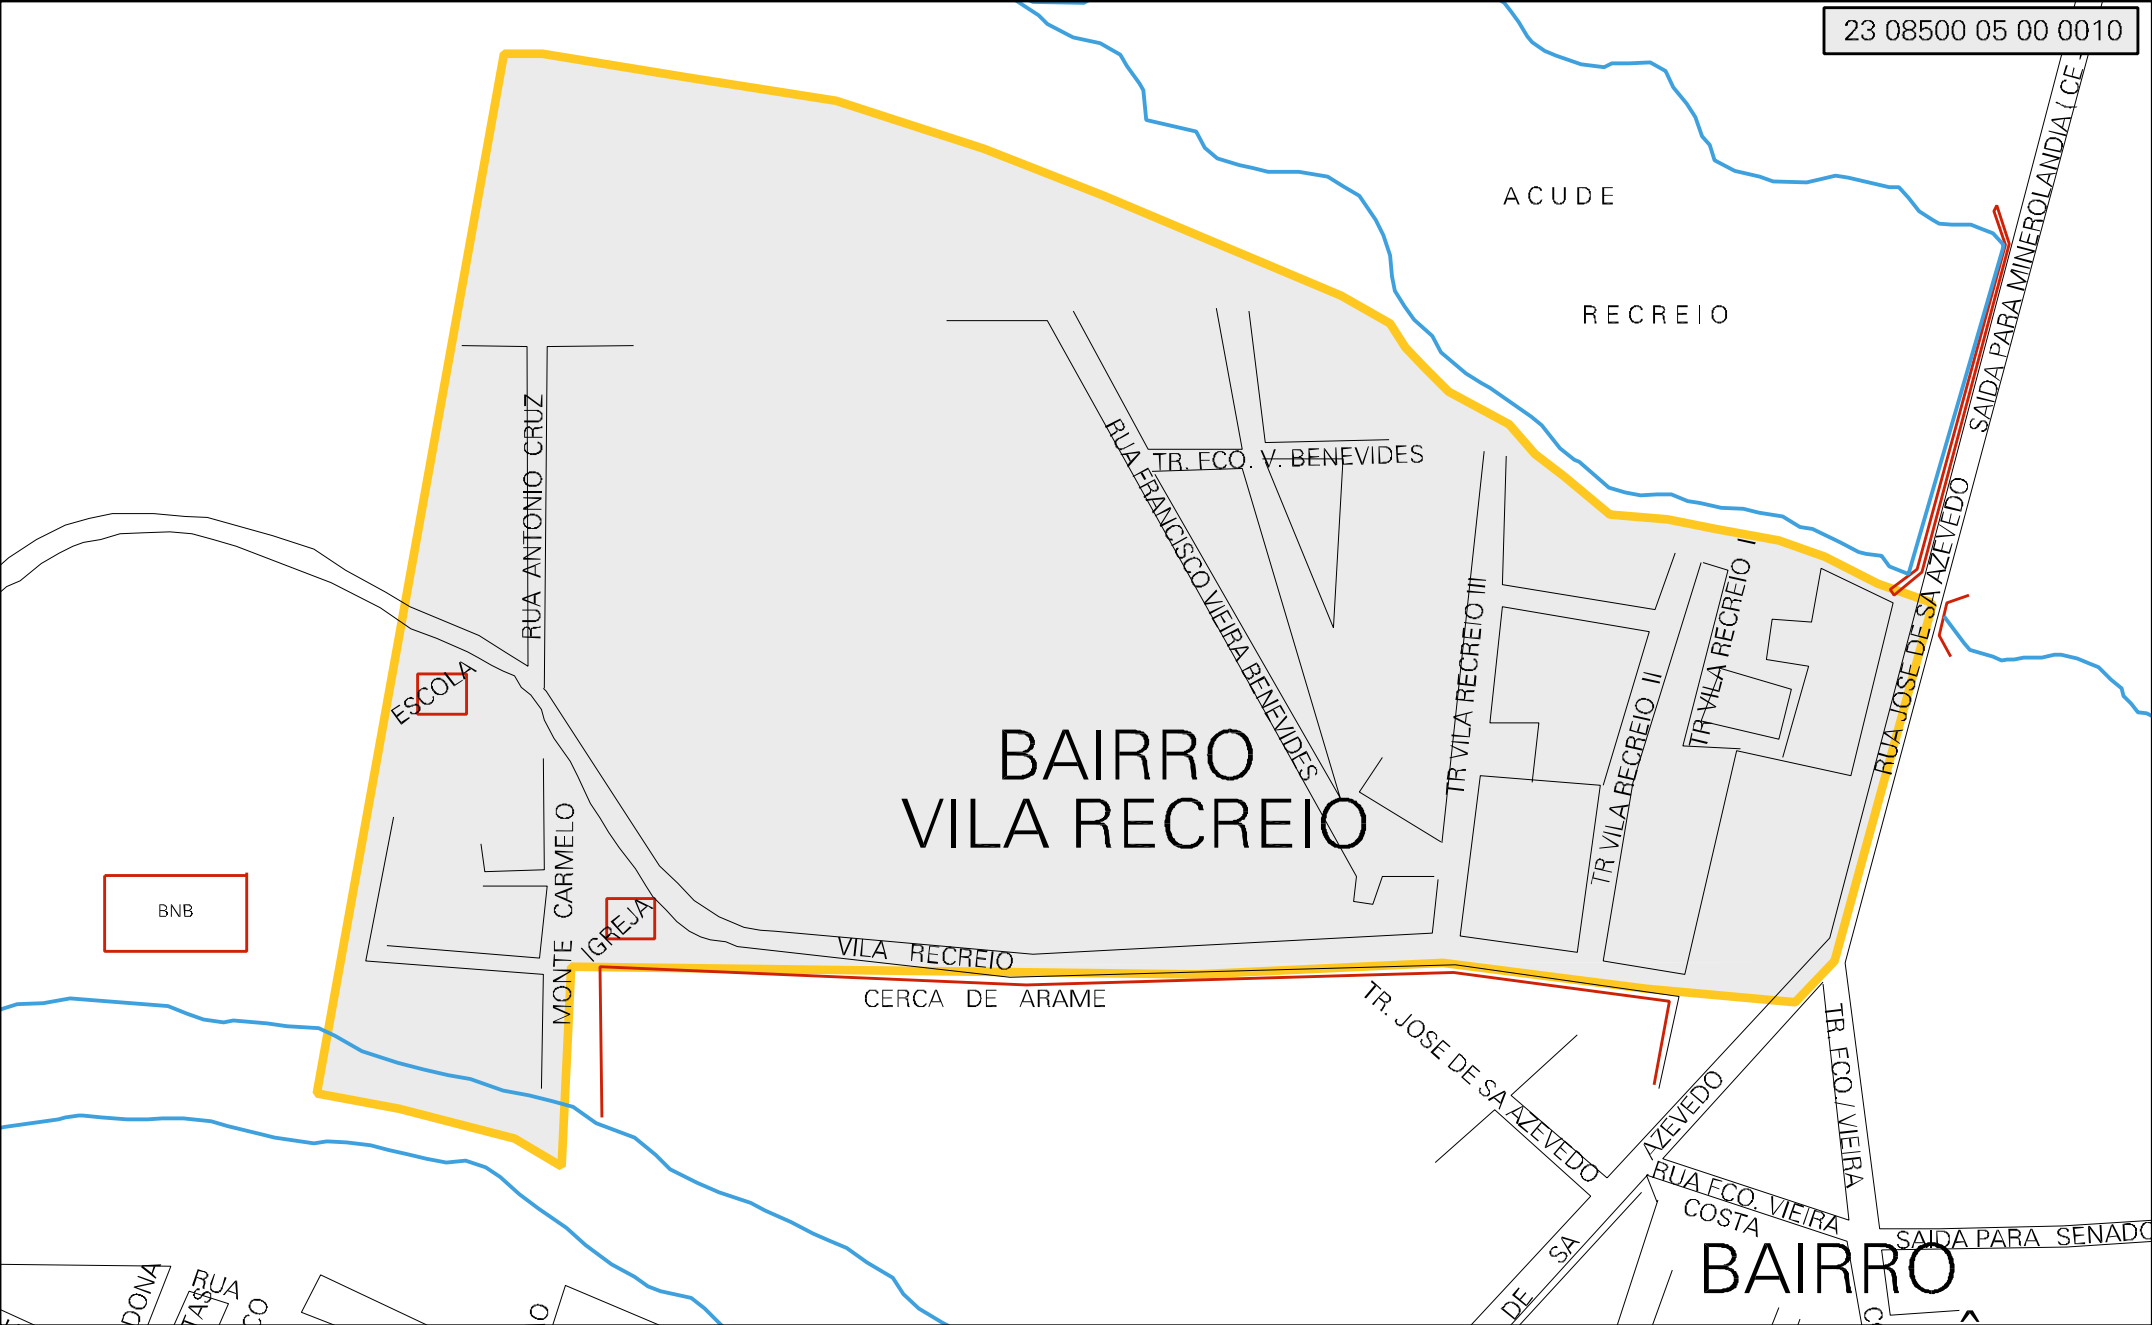 23 08500 05 00 0010
SAIDA PARA MINEROLANDIA ( CE -
ACUDE
RECREIO
RUA ANTONIO CRUZ
RUA FRANCISCO VIEIRA BENEVIDES
TR. FCO. V. BENEVIDES
TR VILA RECREIO III
TR VILA RECREIO II
TR VILA RECREIO I
RUA JOSE DE SA AZEVEDO
ESCOLA
BAIRRO
VILA RECREIO
BNB
MONTE CARMELO
IGREJA
VILA RECREIO
CERCA DE ARAME
TR. JOSE DE SA AZEVEDO
TR. FCO./VIEIRA
DE SA AZEVEDO
RUA FCO. VIEIRA
COSTA
SAIDA PARA SENADO
BAIRRO
RUA
DONA
TAS
CO
O